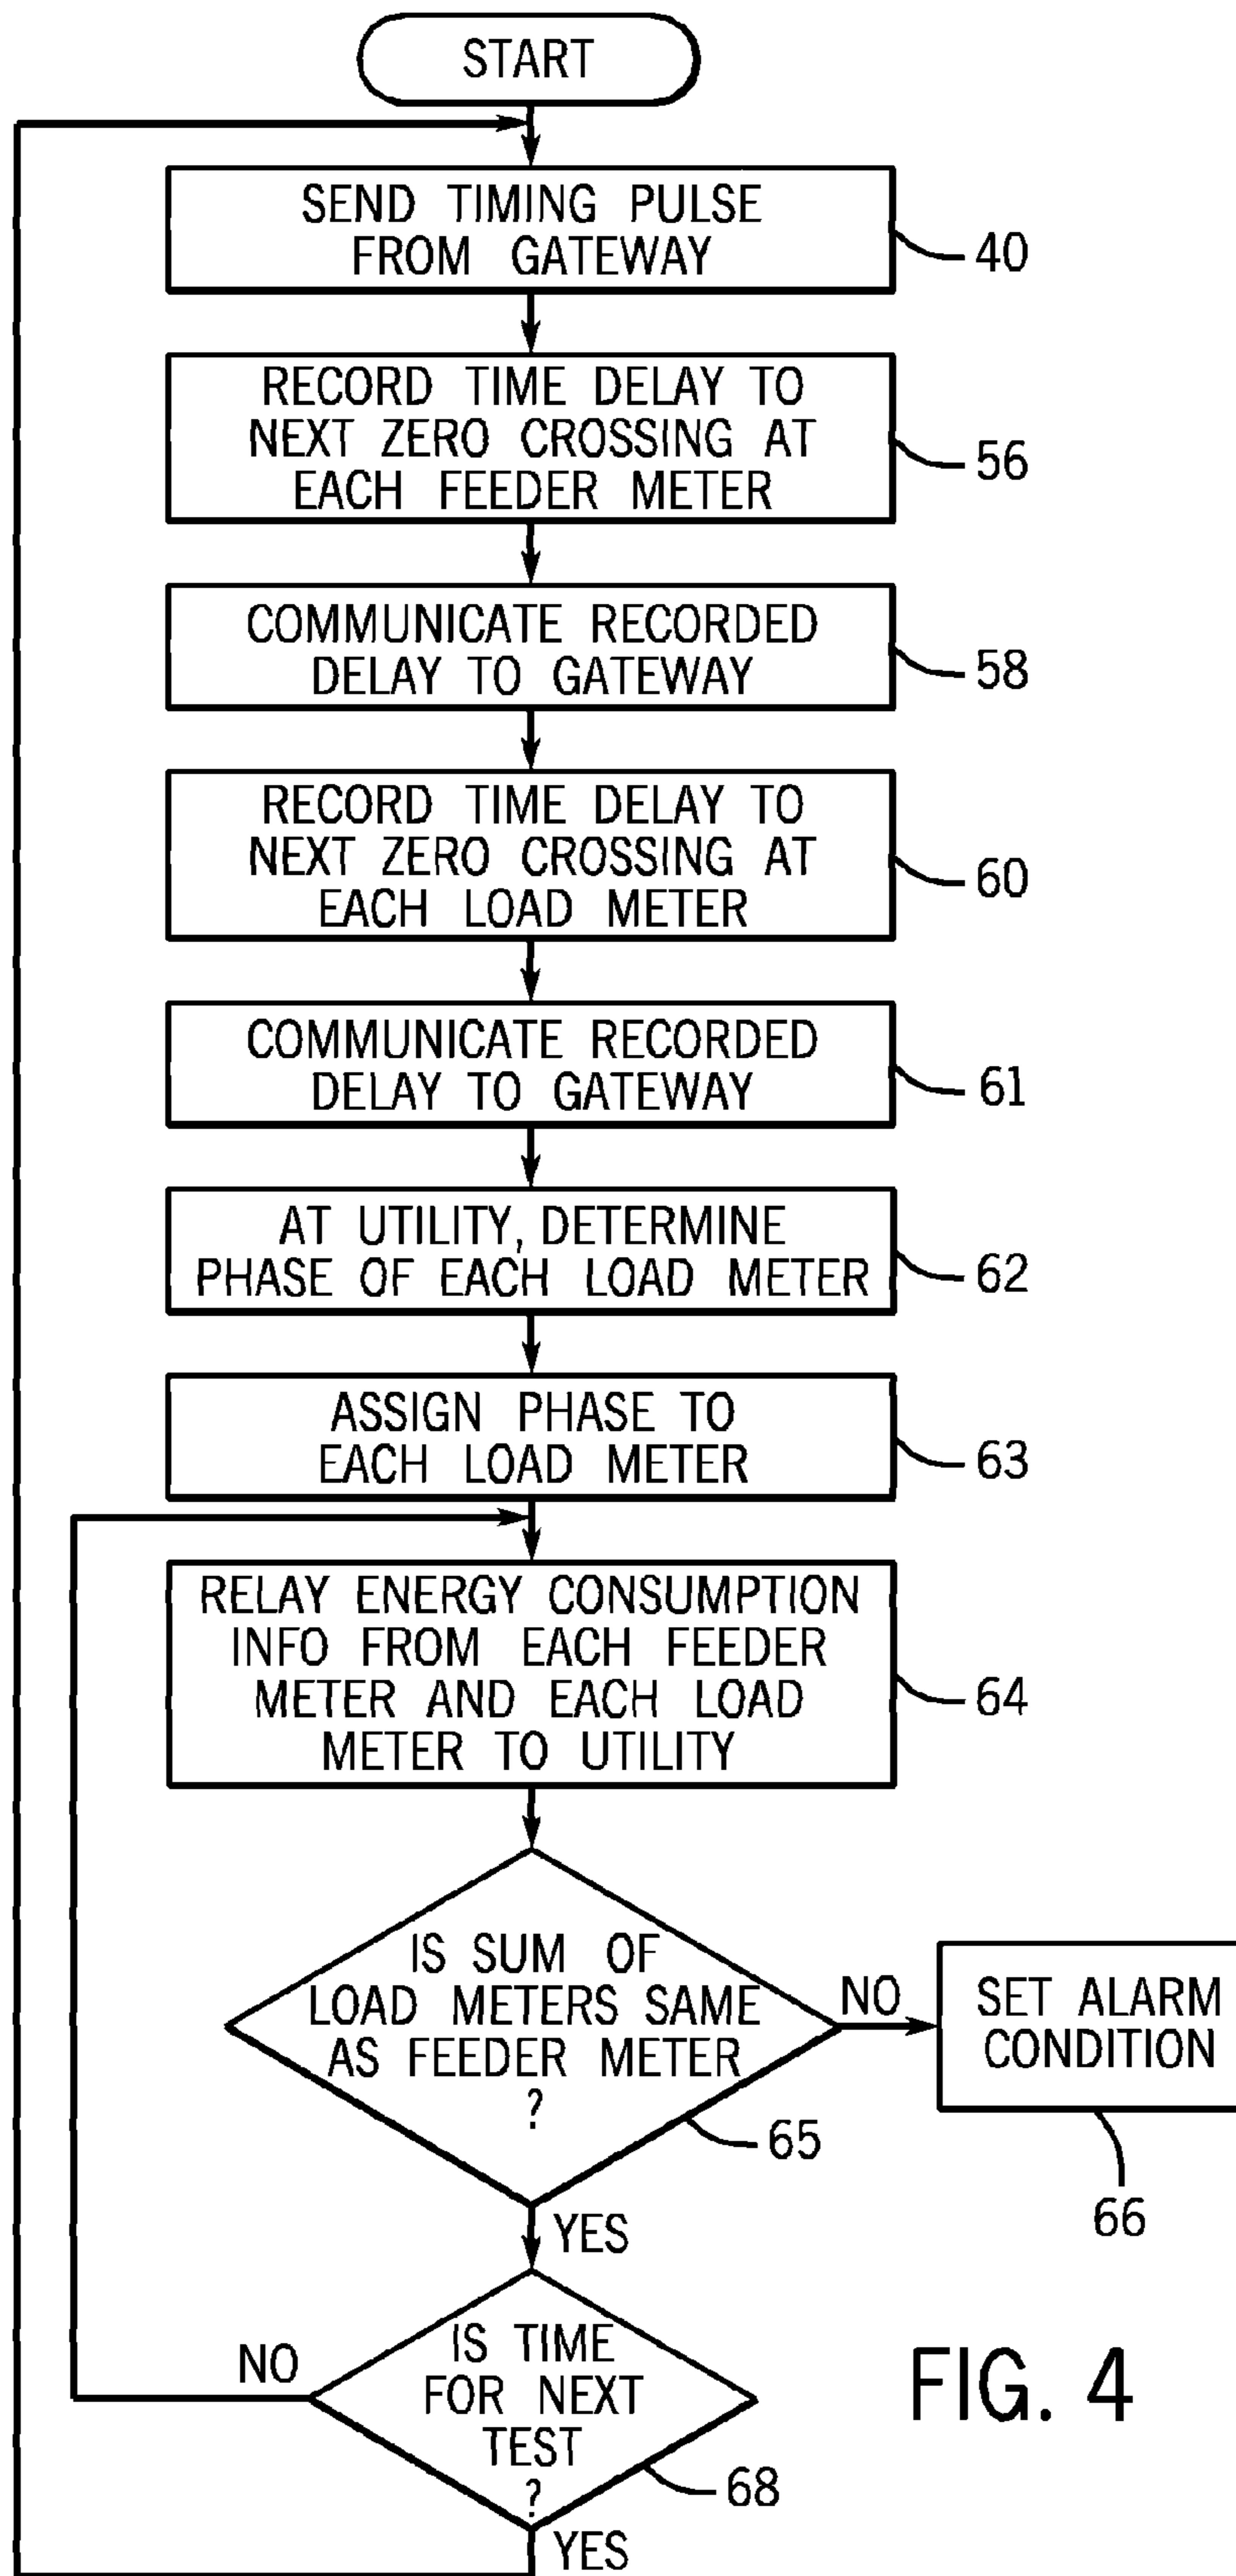 START
SEND TIMING PULSE
FROM GATEWAY
40
RECORD TIME DELAY TO
NEXT ZERO CROSSING AT
EACH FEEDER METER
56
COMMUNICATE RECORDED
DELAY TO GATEWAY
58
RECORD TIME DELAY TO
NEXT ZERO CROSSING AT
EACH LOAD METER
60
COMMUNICATE RECORDED
DELAY TO GATEWAY
61
AT UTILITY, DETERMINE
PHASE OF EACH LOAD METER
62
ASSIGN PHASE TO
EACH LOAD METER
63
RELAY ENERGY CONSUMPTION
INFO FROM EACH FEEDER
METER AND EACH LOAD
METER TO UTILITY
64
IS SUM OF
LOAD METERS SAME
AS FEEDER METER
?
65
NO
SET ALARM
CONDITION
66
YES
IS TIME
FOR NEXT
TEST
?
68
NO
YES
FIG. 4